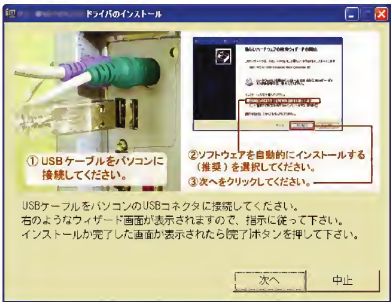 ドライバのインストール
①USBケーブルをパソコンに
接続してください。
②ソフトウェアを自動的にインストールする
(推奨)を選択してください。
③次へをクリックしてください。
USBケーブルをパソコンのUSBコネクタに接続してください。
右のようなウィザード画面が表示されますので、指示に従って下さい。
インストールが完了した画面が表示されたら[完了]ボタンを押して下さい。
次へ
中止